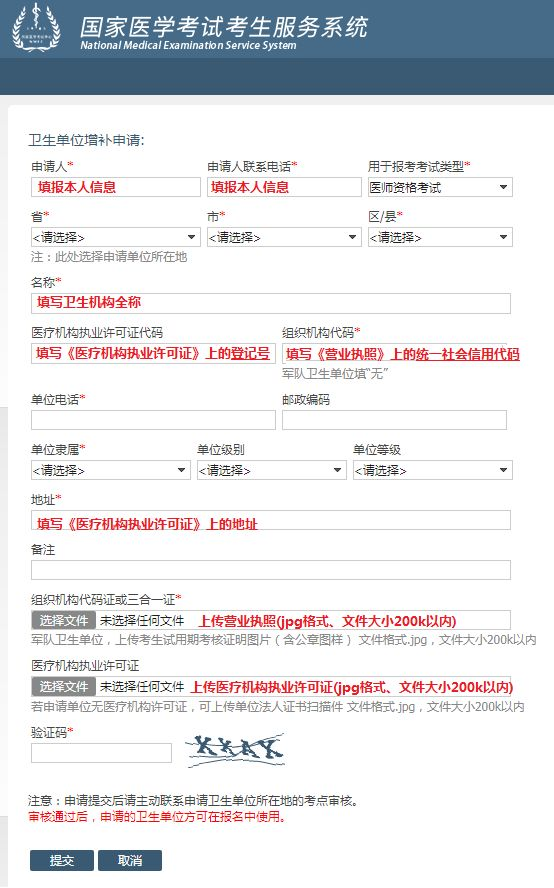 国家医学考试考生服务系统
National Medical Examination Service System
卫生单位增补申请:
申请人* 申请人联系电话* 用于报考考试类型*
填报本人信息 填报本人信息 医师资格考试
省* 市* 区/县*
<请选择> <请选择> <请选择>
注：此处选择申请单位所在地
名称*
填写卫生机构全称
医疗机构执业许可证代码 组织机构代码*
填写《医疗机构执业许可证》上的登记号 填写《营业执照》上的统一社会信用代码
军队卫生单位填“无”
单位电话* 邮政编码
单位隶属* 单位级别 单位等级
<请选择> <请选择> <请选择>
地址*
填写《医疗机构执业许可证》上的地址
备注
组织机构代码证或三合一证*
选择文件 未选择任何文件 上传营业执照(jpg格式、文件大小200k以内)
军队卫生单位，上传考生试用期考核证明图片（含公章图样） 文件格式.jpg，文件大小200k以内
医疗机构执业许可证
选择文件 未选择任何文件 上传医疗机构执业许可证(jpg格式、文件大小200k以内)
若申请单位无医疗机构许可证，可上传单位法人证书扫描件 文件格式.jpg，文件大小200k以内
验证码*
注意：申请提交后请主动联系申请卫生单位所在地的考点审核。
审核通过后，申请的卫生单位方可在报名中使用。
提交 取消